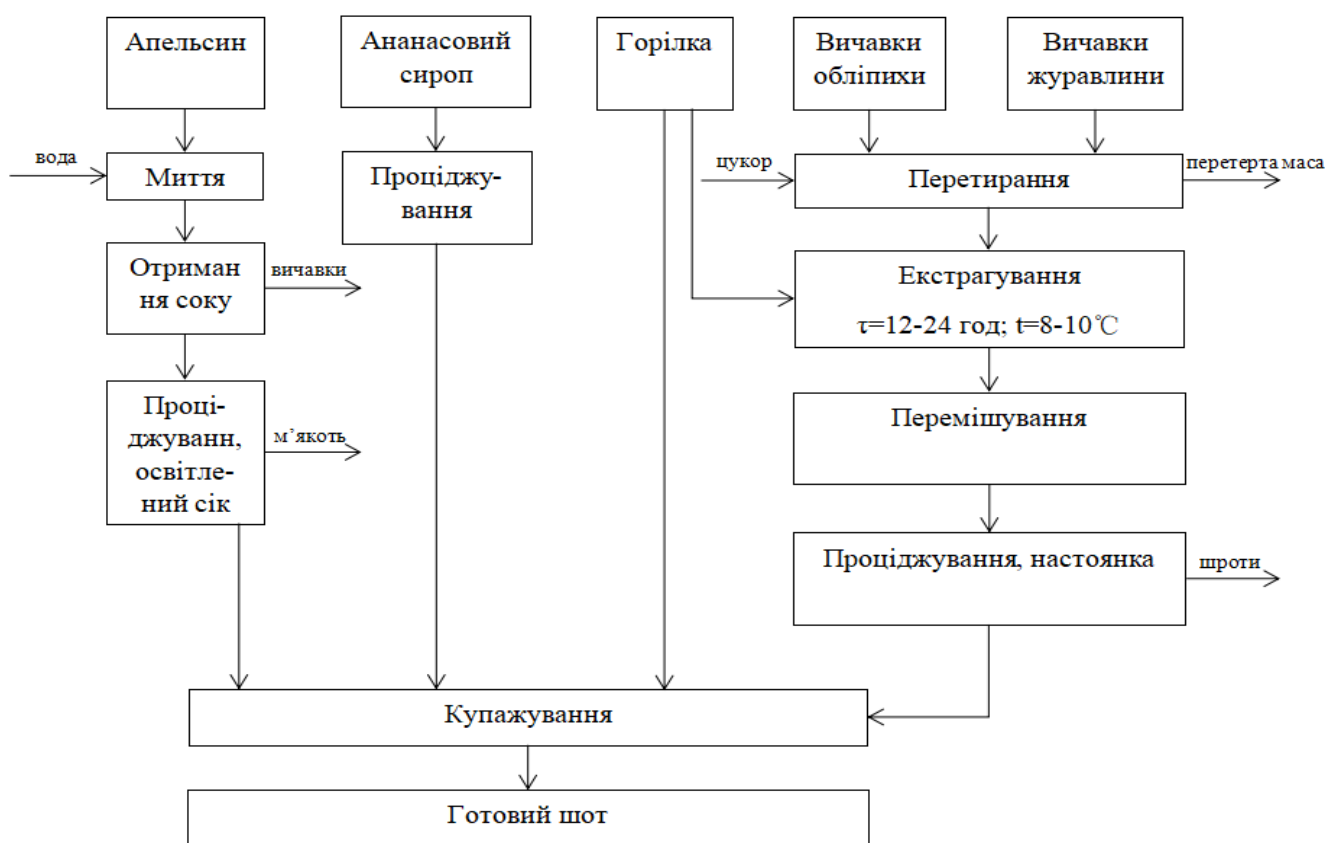 Апельсин
Ананасовий
сироп
Горілка
Вичавки
обліпихи
Вичавки
журавлини
вода
Миття
Проціджу-
вання
цукор
Перетирання
перетерта маса
Отриман
ня соку
вичавки
Екстрагування
τ=12-24 год; t=8-10℃
Проці-
джуванн,
освітле-
ний сік
м’якоть
Перемішування
Проціджування, настоянка
шроти
Купажування
Готовий шот